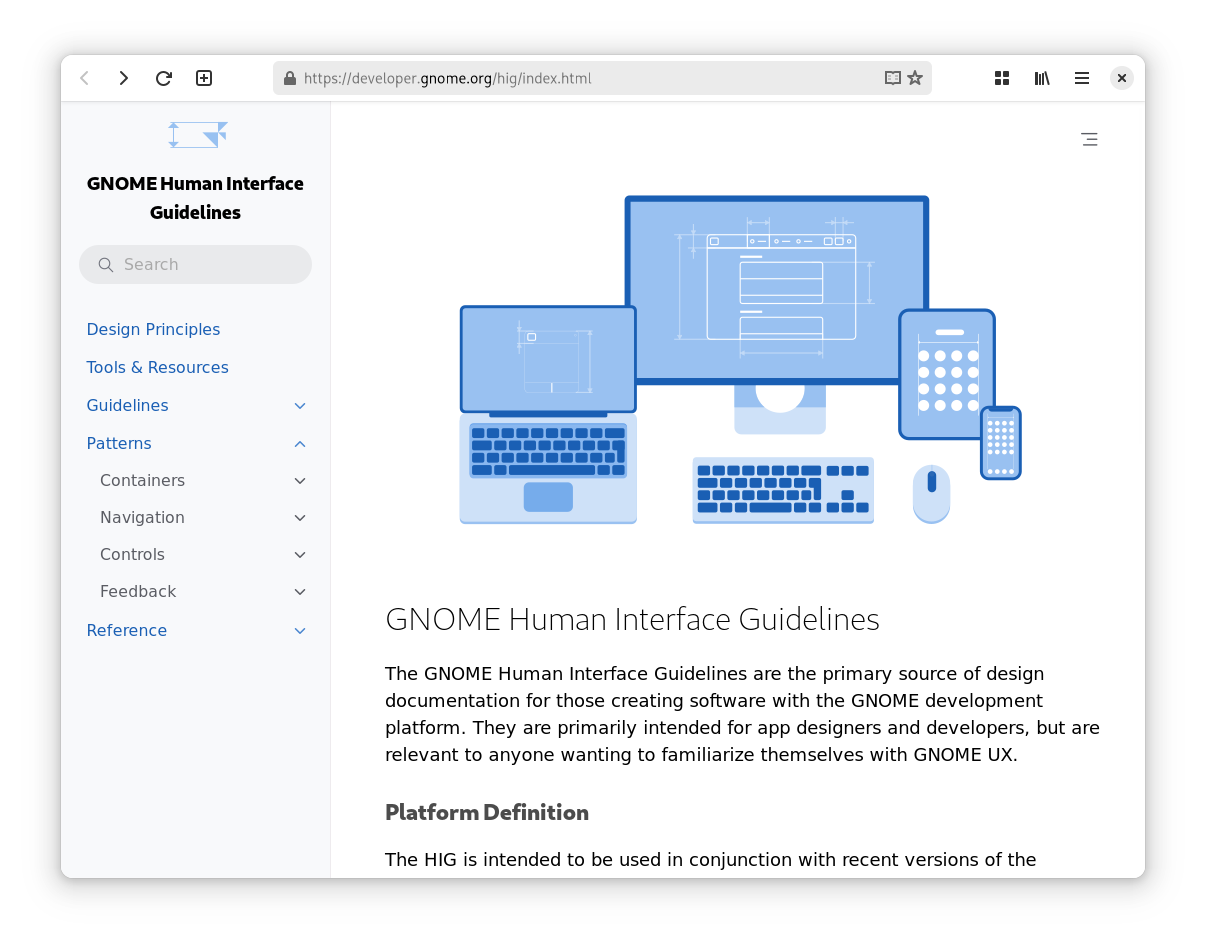 https://developer.gnome.org/hig/index.html
GNOME Human Interface
Guidelines
Search
Design Principles
Tools & Resources
Guidelines
Patterns
Containers
Navigation
Controls
Feedback
Reference
GNOME Human Interface Guidelines
The GNOME Human Interface Guidelines are the primary source of design
documentation for those creating software with the GNOME development
platform. They are primarily intended for app designers and developers, but are
relevant to anyone wanting to familiarize themselves with GNOME UX.
Platform Definition
The HIG is intended to be used in conjunction with recent versions of the